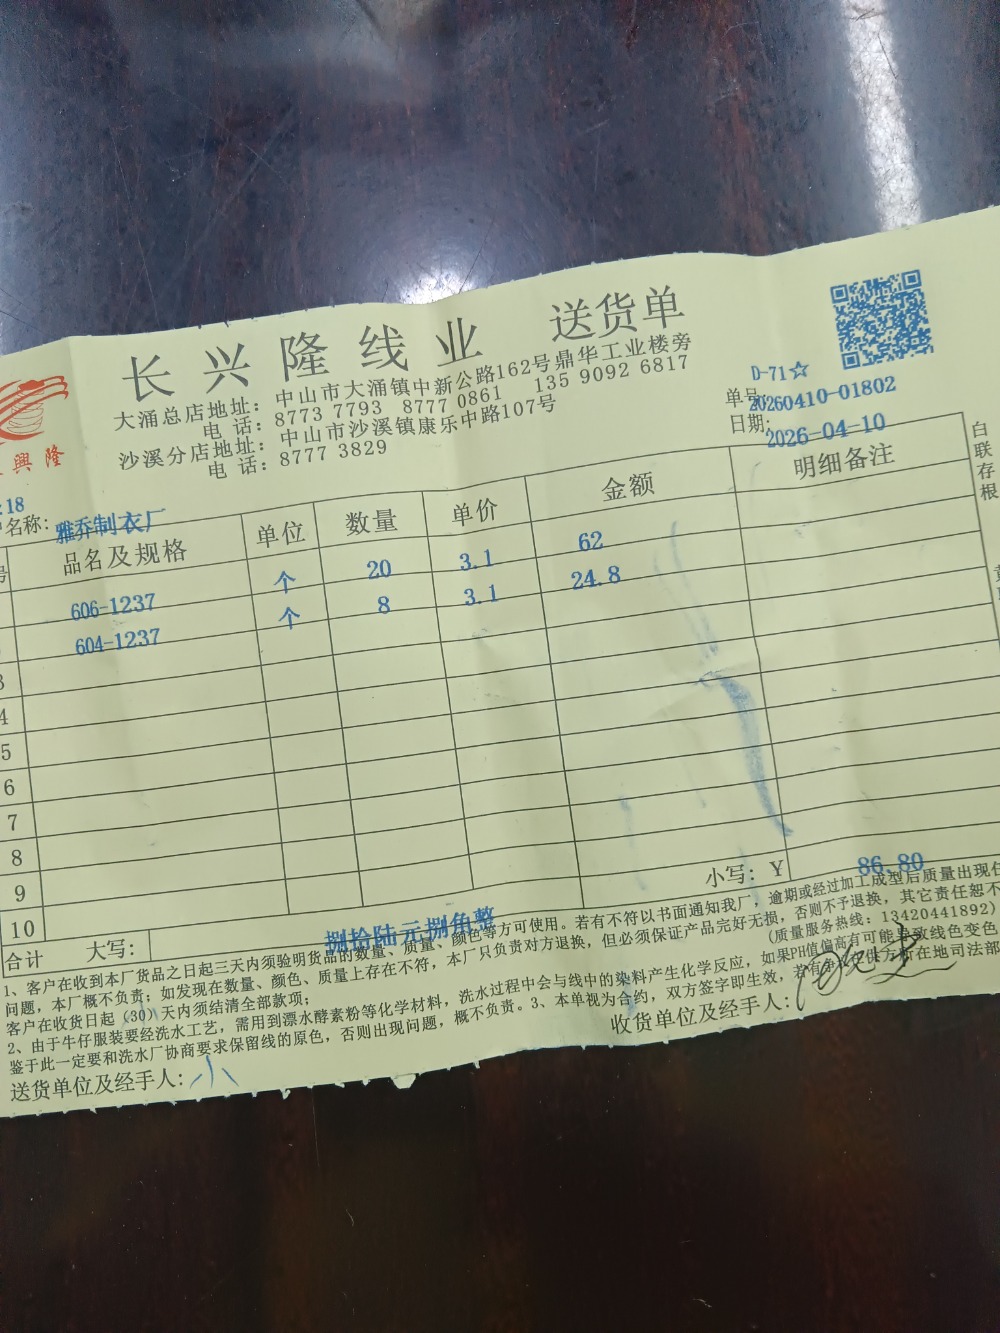 长兴隆线业 送货单
大涌总店地址：中山市大涌镇中新公路162号鼎华工业楼旁
电 话：8773 7793 8777 0861 135 9092 6817
沙溪分店地址：中山市沙溪镇康乐中路107号
电 话：8777 3829
D-71☆
单号:20260410-01802
日期:2026-04-10
興隆
:18
名称:雅乔制衣厂
品名及规格 单位 数量 单价 金额 明细备注
606-1237 个 20 3.1 62
604-1237 个 8 3.1 24.8
3
4
5
6
7
8
9
10
合计 大写: 捌拾陆元捌角整 小写: ￥ 86.80
1、客户在收到本厂货品之日起三天内须验明货品的数量、质量、颜色等方可使用。若有不符以书面通知我厂，逾期或经过加工成型后质量出现任
问题，本厂概不负责；如发现在数量、颜色、质量上存在不符，本厂只负责对方退换，但必须保证产品完好无损，否则不予退换，其它责任恕不
客户在收货日起（30）天内须结清全部款项； (质量服务热线: 13420441892)
2、由于牛仔服装要经洗水工艺，需用到漂水酵素粉等化学材料，洗水过程中会与线中的染料产生化学反应，如果PH值偏高有可能导致线色变色
鉴于此一定要和洗水厂协商要求保留线的原色，否则出现问题，概不负责。3、本单视为合约，双方签字即生效，若有争议在供方所在地司法部
送货单位及经手人: 小 收货单位及经手人:
白联存根